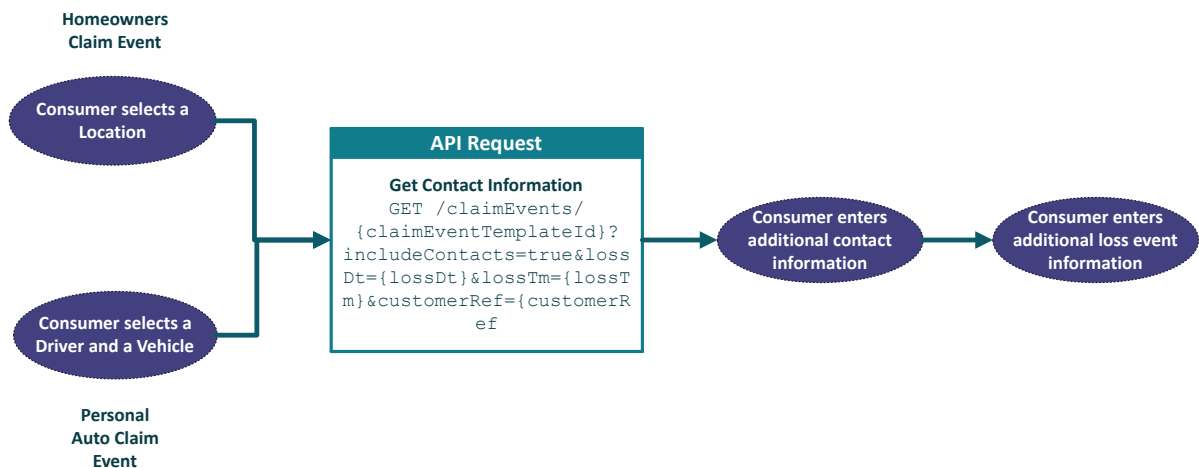 Homeowners
Claim Event
Consumer selects a
Location
API Request
Get Contact Information
GET /claimEvents/
{claimEventTemplateId}?
includeContacts=true&loss
Dt={lossDt}&lossTm={lossT
m}&customerRef={customerR
ef
Consumer enters
additional contact
information
Consumer enters
additional loss event
information
Consumer selects a
Driver and a Vehicle
Personal
Auto Claim
Event